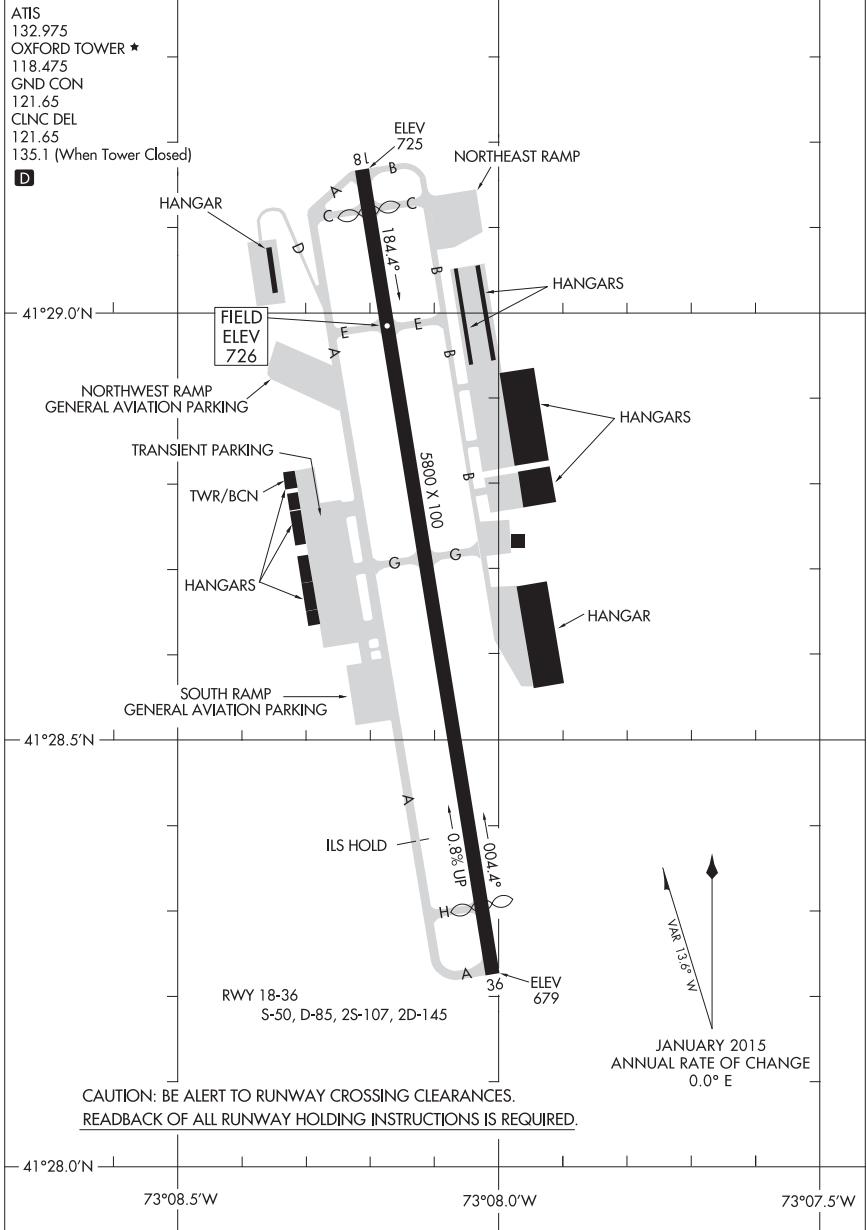 ATIS
132.975
OXFORD TOWER ★
118.475
GND CON
121.65
CLNC DEL
121.65
135.1 (When Tower Closed)
D
ELEV
725
18
B
NORTHEAST RAMP
A
HANGAR
C
C
D
184.4°
B
HANGARS
41°29.0'N
FIELD
ELEV
726
E
E
A
B
NORTHWEST RAMP
GENERAL AVIATION PARKING
HANGARS
TRANSIENT PARKING
5800 X 100
B
TWR/BCN
G
G
HANGARS
HANGAR
SOUTH RAMP
GENERAL AVIATION PARKING
41°28.5'N
A
ILS HOLD
0.8% UP
004.4°
H
VAR 13.6° W
A
36
ELEV
679
RWY 18-36
S-50, D-85, 2S-107, 2D-145
JANUARY 2015
ANNUAL RATE OF CHANGE
0.0° E
CAUTION: BE ALERT TO RUNWAY CROSSING CLEARANCES.
READBACK OF ALL RUNWAY HOLDING INSTRUCTIONS IS REQUIRED.
41°28.0'N
73°08.5'W
73°08.0'W
73°07.5'W